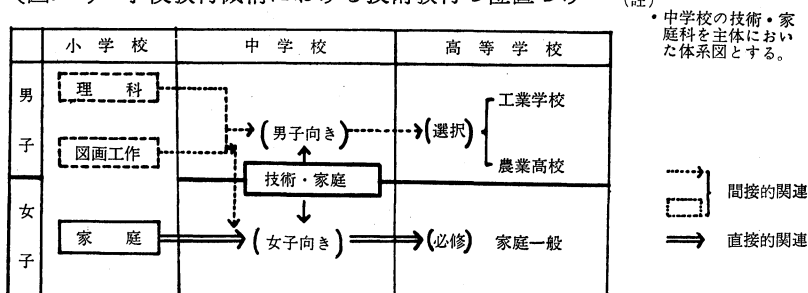 (註)
・中学校の技術・家
庭科を主体におい
た体系図とする。
小学校
中学校
高等学校
男子
理科
図画工作
(男子向き)
(選択)
工業学校
農業高校
技術・家庭
女子
家庭
(女子向き)
(必修)
家庭一般
間接的関連
直接的関連